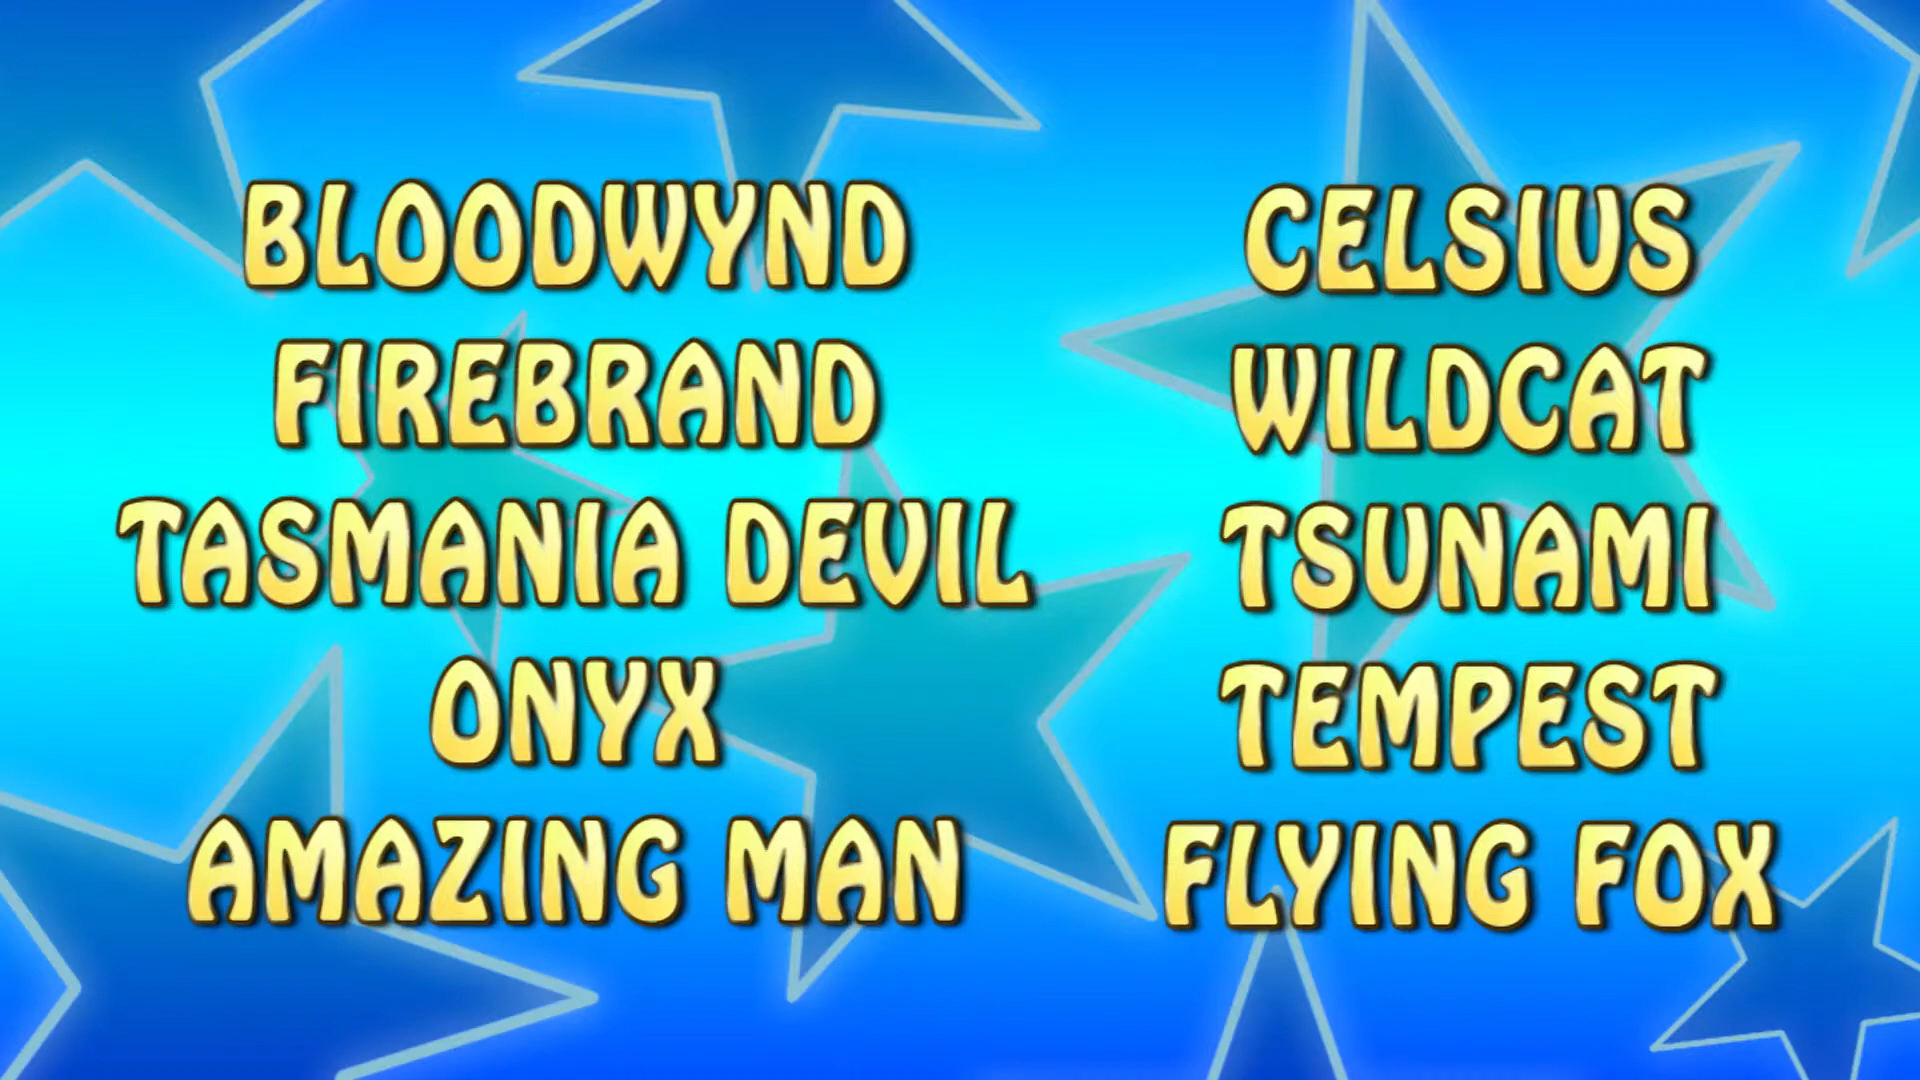 BLOODWYND
FIREBRAND
TASMANIA DEVIL
ONYX
AMAZING MAN
CELSIUS
WILDCAT
TSUNAMI
TEMPEST
FLYING FOX